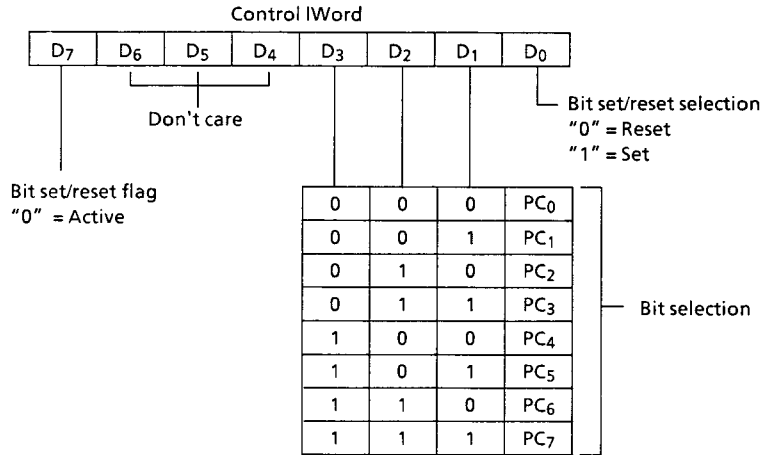 Control lWord
D7 D6 D5 D4 D3 D2 D1 D0
Don't care
Bit set/reset selection
"0" = Reset
"1" = Set
Bit set/reset flag
"0" = Active
0 0 0 PC0
0 0 1 PC1
0 1 0 PC2
0 1 1 PC3
1 0 0 PC4
1 0 1 PC5
1 1 0 PC6
1 1 1 PC7
Bit selection